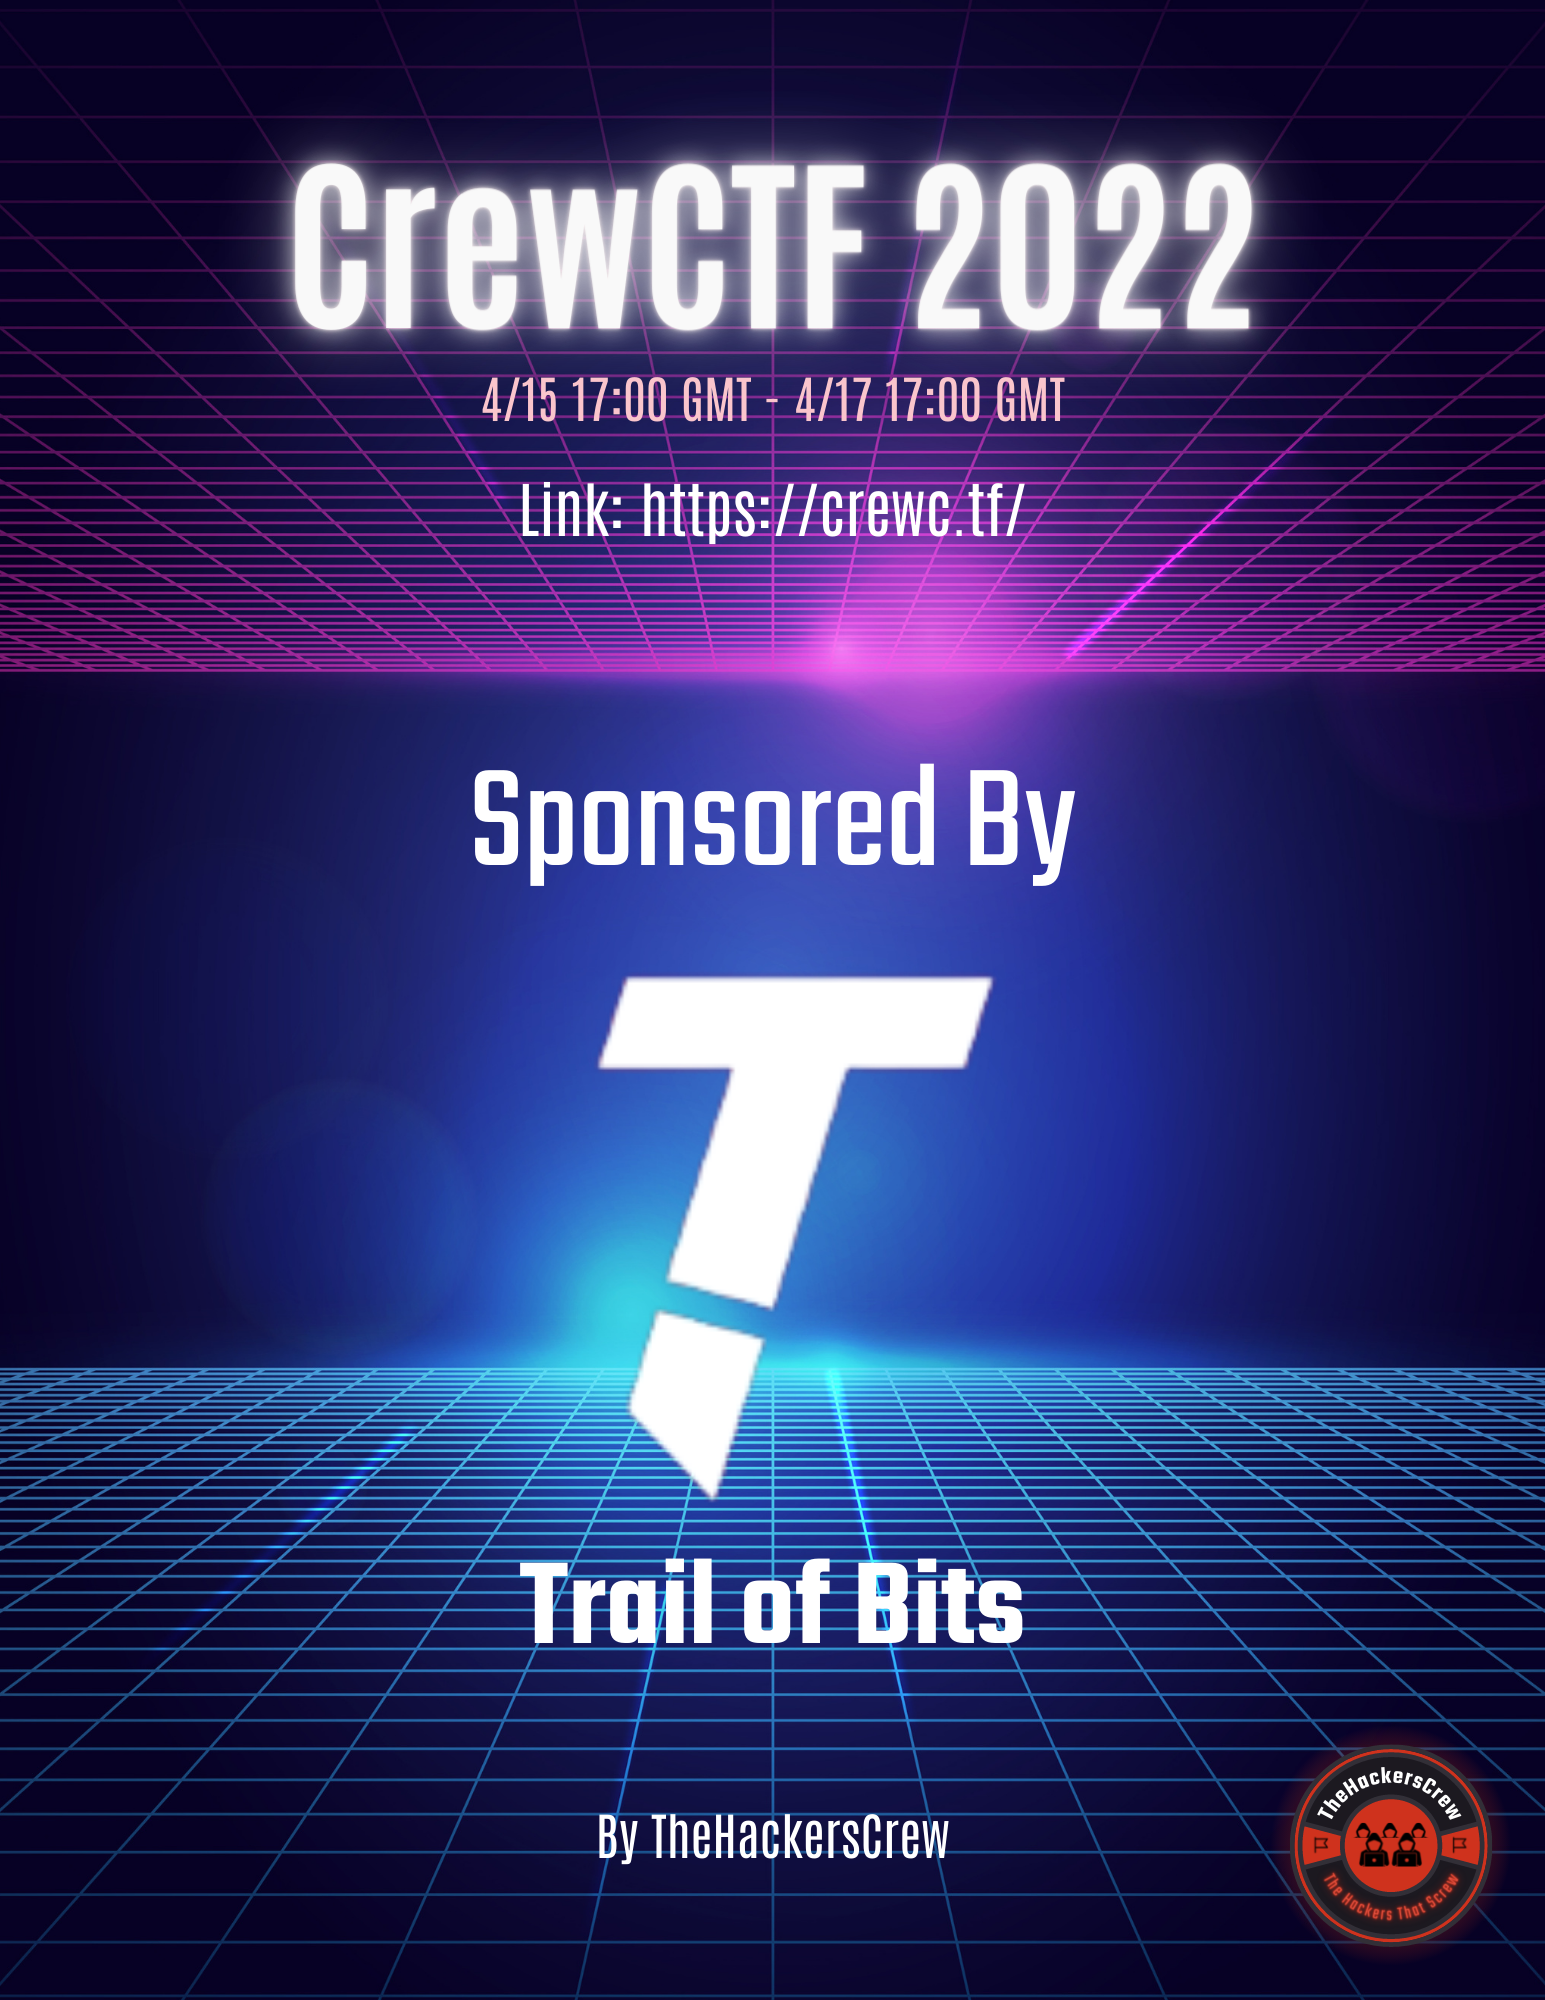 CrewCTF 2022
4/15 17:00 GMT - 4/17 17:00 GMT
Link: https://crewc.tf/
Sponsored By
T
Trail of Bits
By TheHackersCrew
TheHackersCrew
The Hackers That Screw